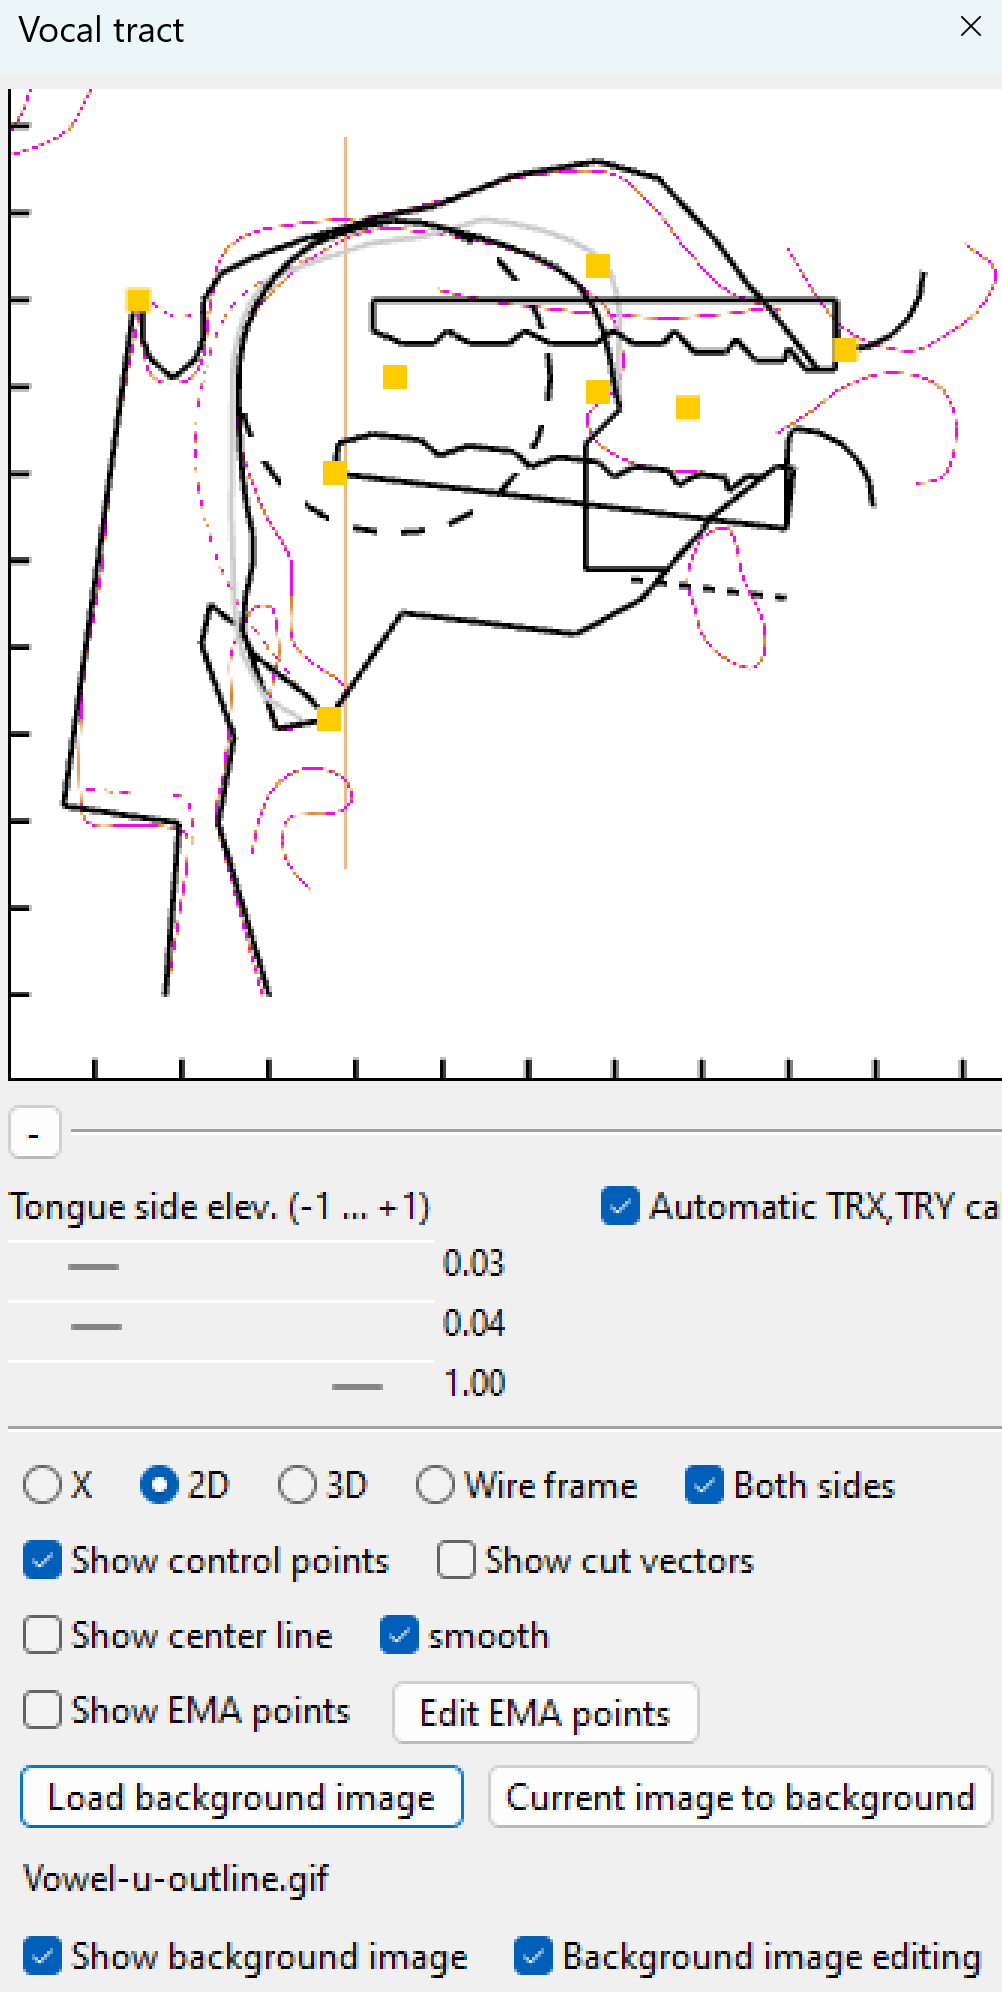 Vocal tract
-
Tongue side elev. (-1 ... +1)
Automatic TRX,TRY ca
0.03
0.04
1.00
X 2D 3D Wire frame Both sides
Show control points Show cut vectors
Show center line smooth
Show EMA points Edit EMA points
Load background image Current image to background
Vowel-u-outline.gif
Show background image Background image editing